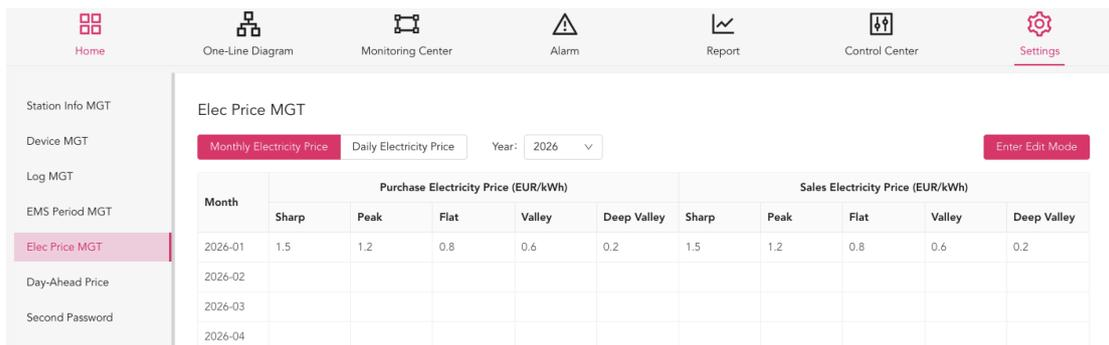 Home One-Line Diagram Monitoring Center Alarm Report Control Center Settings
Station Info MGT
Device MGT
Log MGT
EMS Period MGT
Elec Price MGT
Day-Ahead Price
Second Password
Elec Price MGT
Monthly Electricity Price Daily Electricity Price Year: 2026 Enter Edit Mode
Month Purchase Electricity Price (EUR/kWh) Sales Electricity Price (EUR/kWh)
Sharp Peak Flat Valley Deep Valley Sharp Peak Flat Valley Deep Valley
2026-01 1.5 1.2 0.8 0.6 0.2 1.5 1.2 0.8 0.6 0.2
2026-02
2026-03
2026-04